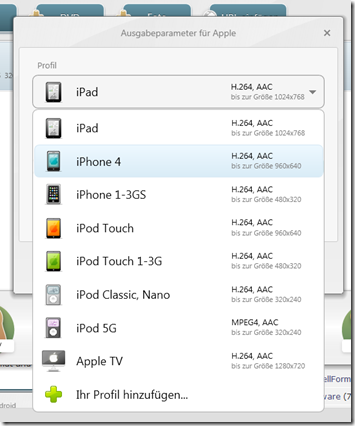 Ausgabeparameter für Apple
Profil
iPad
H.264, AAC
bis zur Größe 1024x768
iPad
H.264, AAC
bis zur Größe 1024x768
iPhone 4
H.264, AAC
bis zur Größe 960x640
iPhone 1-3GS
H.264, AAC
bis zur Größe 480x320
iPod Touch
H.264, AAC
bis zur Größe 960x640
iPod Touch 1-3G
H.264, AAC
bis zur Größe 480x320
iPod Classic, Nano
H.264, AAC
bis zur Größe 320x240
iPod 5G
MPEG4, AAC
bis zur Größe 320x240
Apple TV
H.264, AAC
bis zur Größe 1280x720
Ihr Profil hinzufügen...